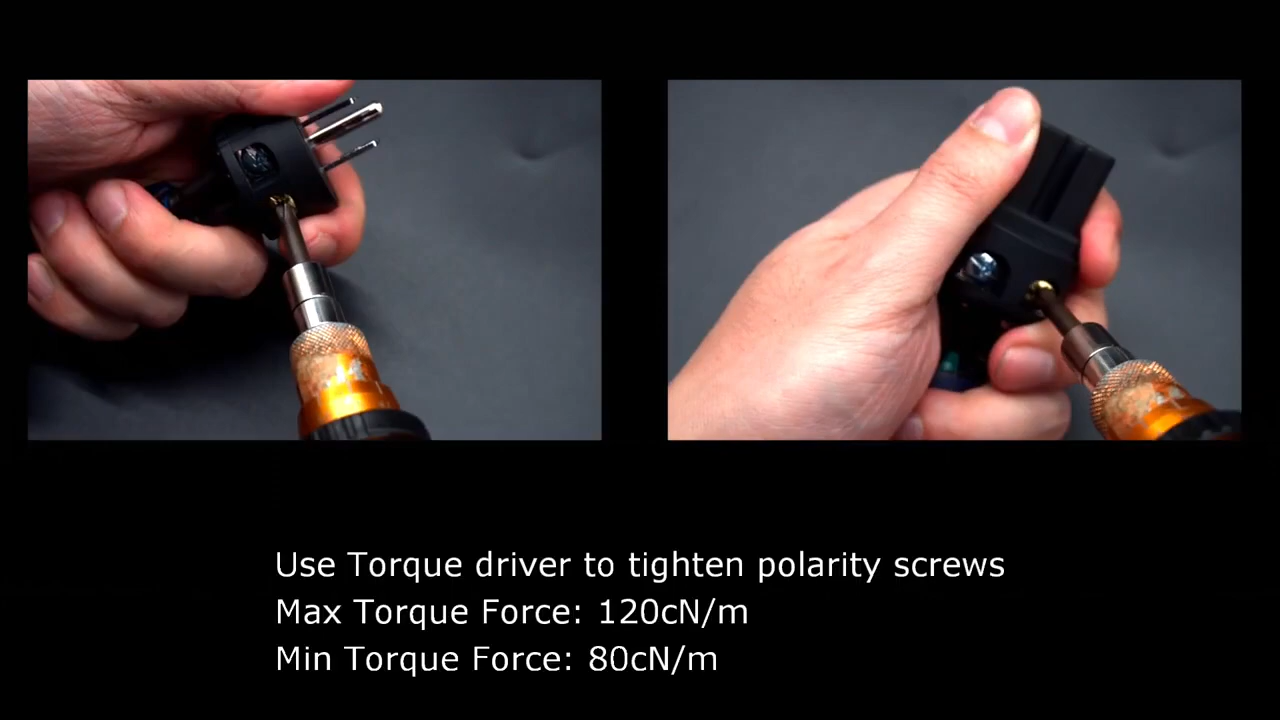 Use Torque driver to tighten polarity screws
Max Torque Force: 120cN/m
Min Torque Force: 80cN/m